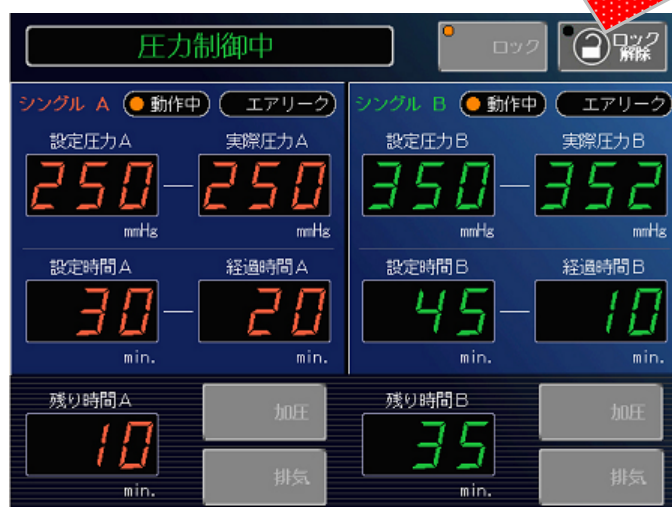 圧力制御中
ロック
ロック解除
シングル A 動作中 エアリーク
シングル B 動作中 エアリーク
設定圧力A 実際圧力A
250 250
mmHg mmHg
設定圧力B 実際圧力B
350 352
mmHg mmHg
設定時間A 経過時間A
30 20
min. min.
設定時間B 経過時間B
45 10
min. min.
残り時間A
10
min.
加圧
排気
残り時間B
35
min.
加圧
排気